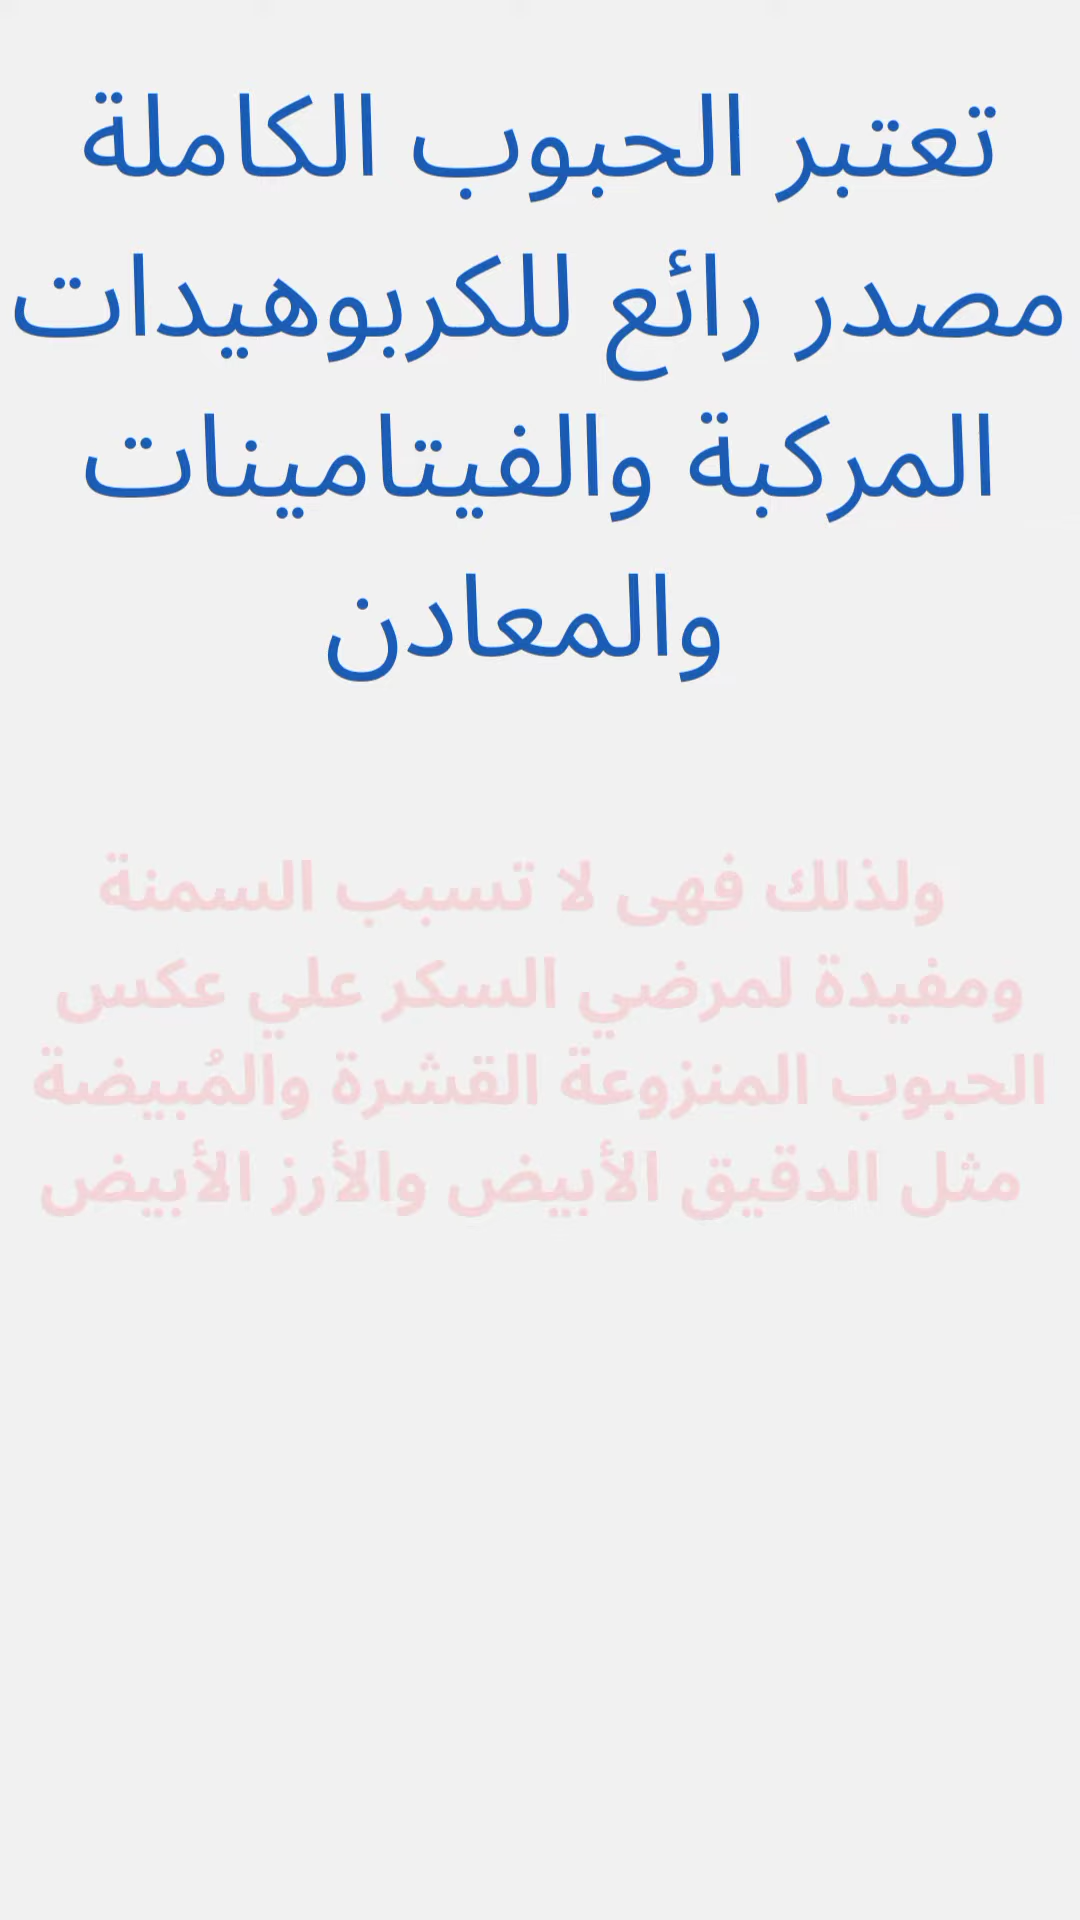 تعتبر الحبوب الكاملة
مصدر رائع للكربوهيدات
المركبة والفيتامينات
والمعادن
ولذلك فهى لا تسبب السمنة
ومفيدة لمرضي السكر علي عكس
الحبوب المنزوعة القشرة والمُبيضة
مثل الدقيق الأبيض والأرز الأبيض